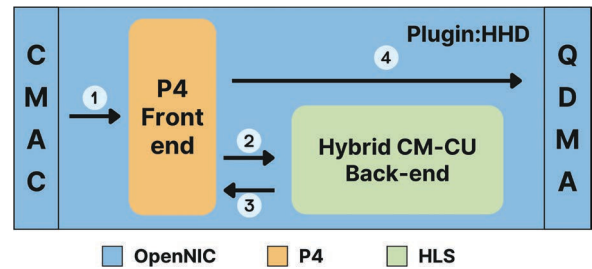 C
M
A
C
1
P4
Front
end
2
3
4
Plugin:HHD
Hybrid CM-CU
Back-end
Q
D
M
A
OpenNIC
P4
HLS